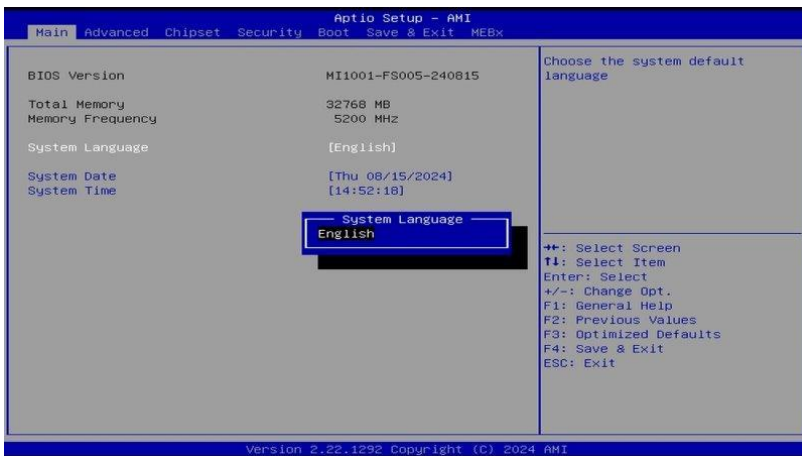 Aptio Setup – AMI
Main Advanced Chipset Security Boot Save & Exit MEBx
BIOS Version MI1001-FS005-240815
Total Memory 32768 MB
Memory Frequency 5200 MHz
System Language [English]
System Date [Thu 08/15/2024]
System Time [14:52:18]
System Language
English
Choose the system default
language
→←: Select Screen
↑↓: Select Item
Enter: Select
+/-: Change Opt.
F1: General Help
F2: Previous Values
F3: Optimized Defaults
F4: Save & Exit
ESC: Exit
Version 2.22.1292 Copyright (C) 2024 AMI